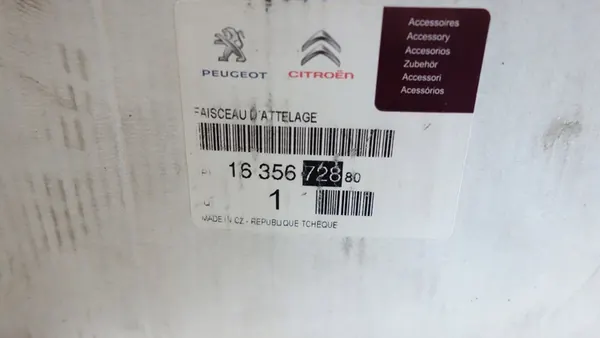 Accessoires
Accessory
Accesorios
Zubehör
Accessori
Acessórios
PEUGEOT CITROËN
FAISCEAU D'ATTELAGE
16 356 728 80
1
MADE IN CZ - REPUBLIQUE TCHEQUE